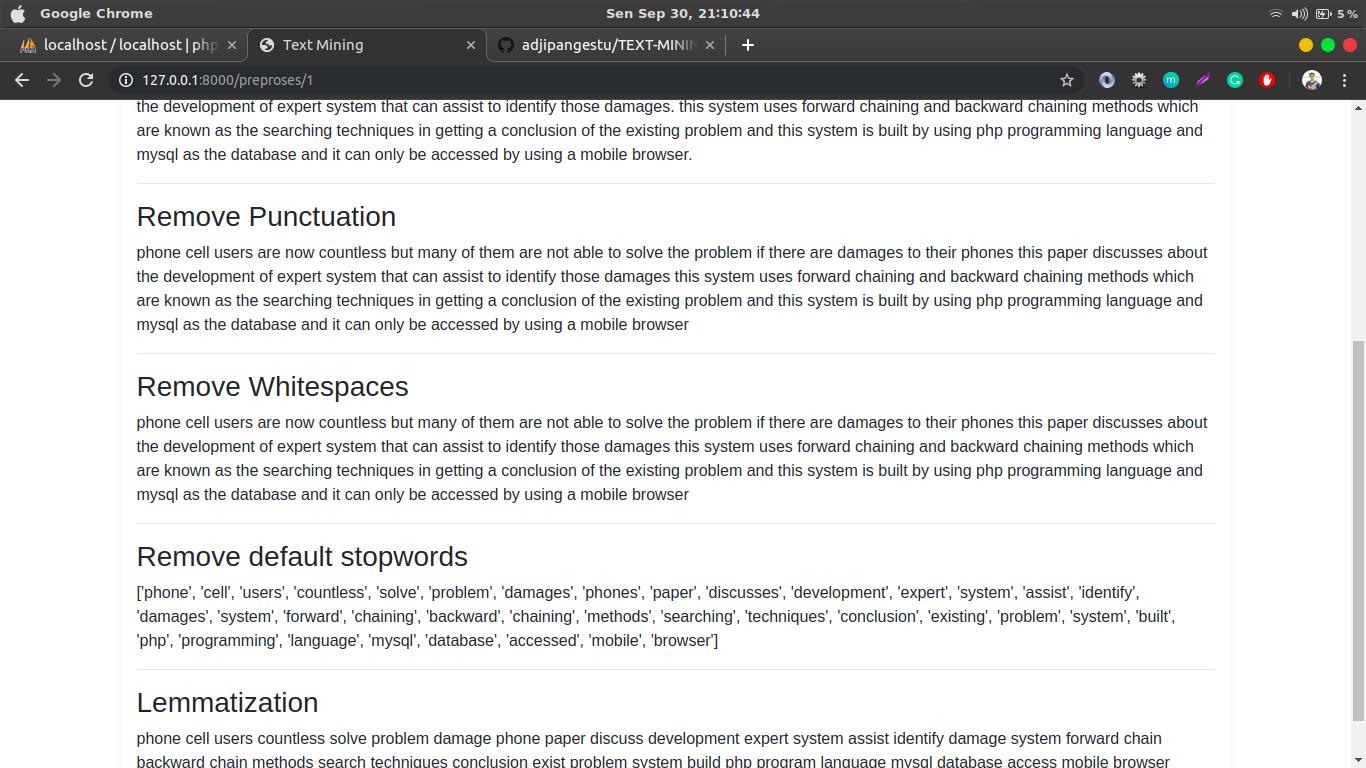 Google Chrome
Sen Sep 30, 21:10:44
5 %
localhost / localhost | php
Text Mining
adjipangestu/TEXT-MININ
127.0.0.1:8000/preproses/1
the development of expert system that can assist to identify those damages. this system uses forward chaining and backward chaining methods which
are known as the searching techniques in getting a conclusion of the existing problem and this system is built by using php programming language and
mysql as the database and it can only be accessed by using a mobile browser.
Remove Punctuation
phone cell users are now countless but many of them are not able to solve the problem if there are damages to their phones this paper discusses about
the development of expert system that can assist to identify those damages this system uses forward chaining and backward chaining methods which
are known as the searching techniques in getting a conclusion of the existing problem and this system is built by using php programming language and
mysql as the database and it can only be accessed by using a mobile browser
Remove Whitespaces
phone cell users are now countless but many of them are not able to solve the problem if there are damages to their phones this paper discusses about
the development of expert system that can assist to identify those damages this system uses forward chaining and backward chaining methods which
are known as the searching techniques in getting a conclusion of the existing problem and this system is built by using php programming language and
mysql as the database and it can only be accessed by using a mobile browser
Remove default stopwords
['phone', 'cell', 'users', 'countless', 'solve', 'problem', 'damages', 'phones', 'paper', 'discusses', 'development', 'expert', 'system', 'assist', 'identify',
'damages', 'system', 'forward', 'chaining', 'backward', 'chaining', 'methods', 'searching', 'techniques', 'conclusion', 'existing', 'problem', 'system', 'built',
'php', 'programming', 'language', 'mysql', 'database', 'accessed', 'mobile', 'browser']
Lemmatization
phone cell users countless solve problem damage phone paper discuss development expert system assist identify damage system forward chain
backward chain methods search techniques conclusion exist problem system build php program language mysql database access mobile browser